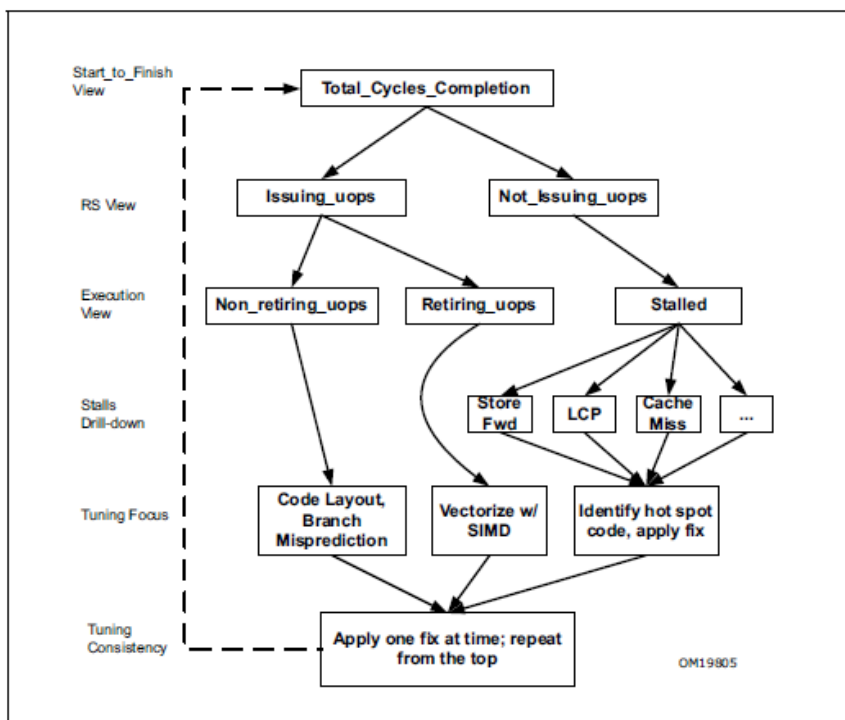 Start_to_Finish
View
Total_Cycles_Completion
RS View
Issuing_uops
Not_Issuing_uops
Execution
View
Non_retiring_uops
Retiring_uops
Stalled
Stalls
Drill-down
Store
Fwd
LCP
Cache
Miss
...
Tuning Focus
Code Layout,
Branch
Misprediction
Vectorize w/
SIMD
Identify hot spot
code, apply fix
Tuning
Consistency
Apply one fix at time; repeat
from the top
OM19805